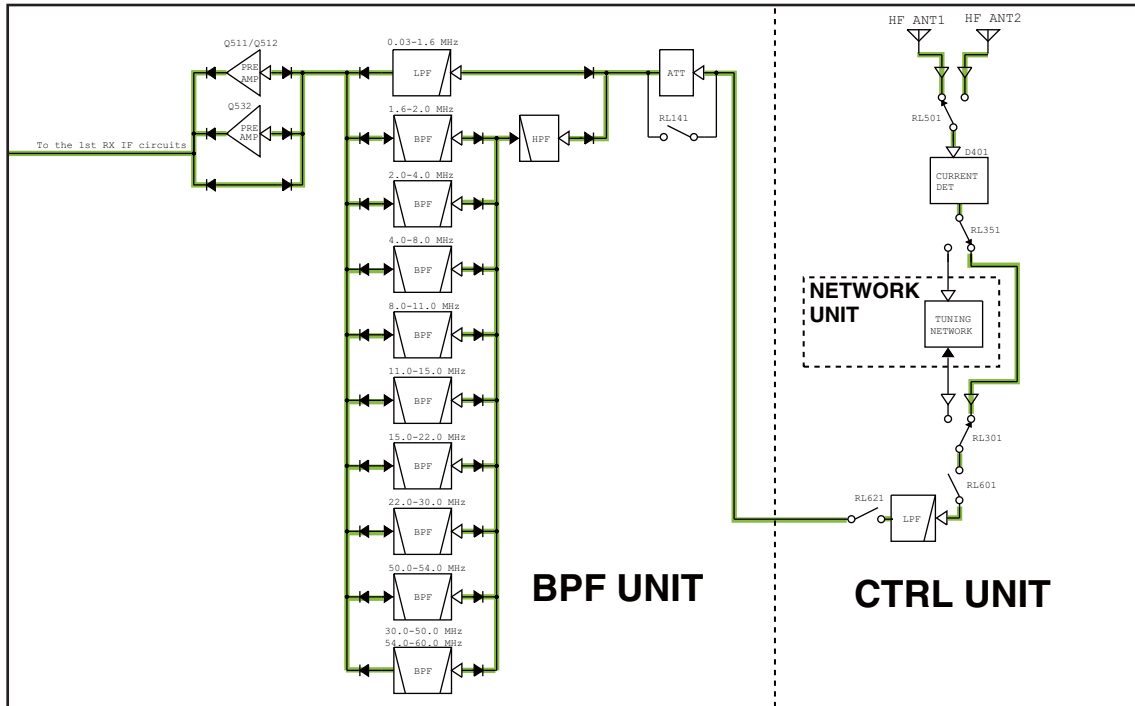 HF ANT1
HF ANT2
Q511/Q512
0.03–1.6 MHz
PRE
AMP
LPF
ATT
RL501
Q532
1.6–2.0 MHz
RL141
PRE
AMP
BPF
HPF
To the 1st RX IF circuits
D401
CURRENT
DET
2.0–4.0 MHz
BPF
RL351
4.0–8.0 MHz
BPF
NETWORK
UNIT
8.0–11.0 MHz
BPF
TUNING
NETWORK
11.0–15.0 MHz
BPF
15.0–22.0 MHz
BPF
RL301
RL601
22.0–30.0 MHz
BPF
RL621
LPF
50.0–54.0 MHz
BPF
BPF UNIT
CTRL UNIT
30.0–50.0 MHz
54.0–60.0 MHz
BPF